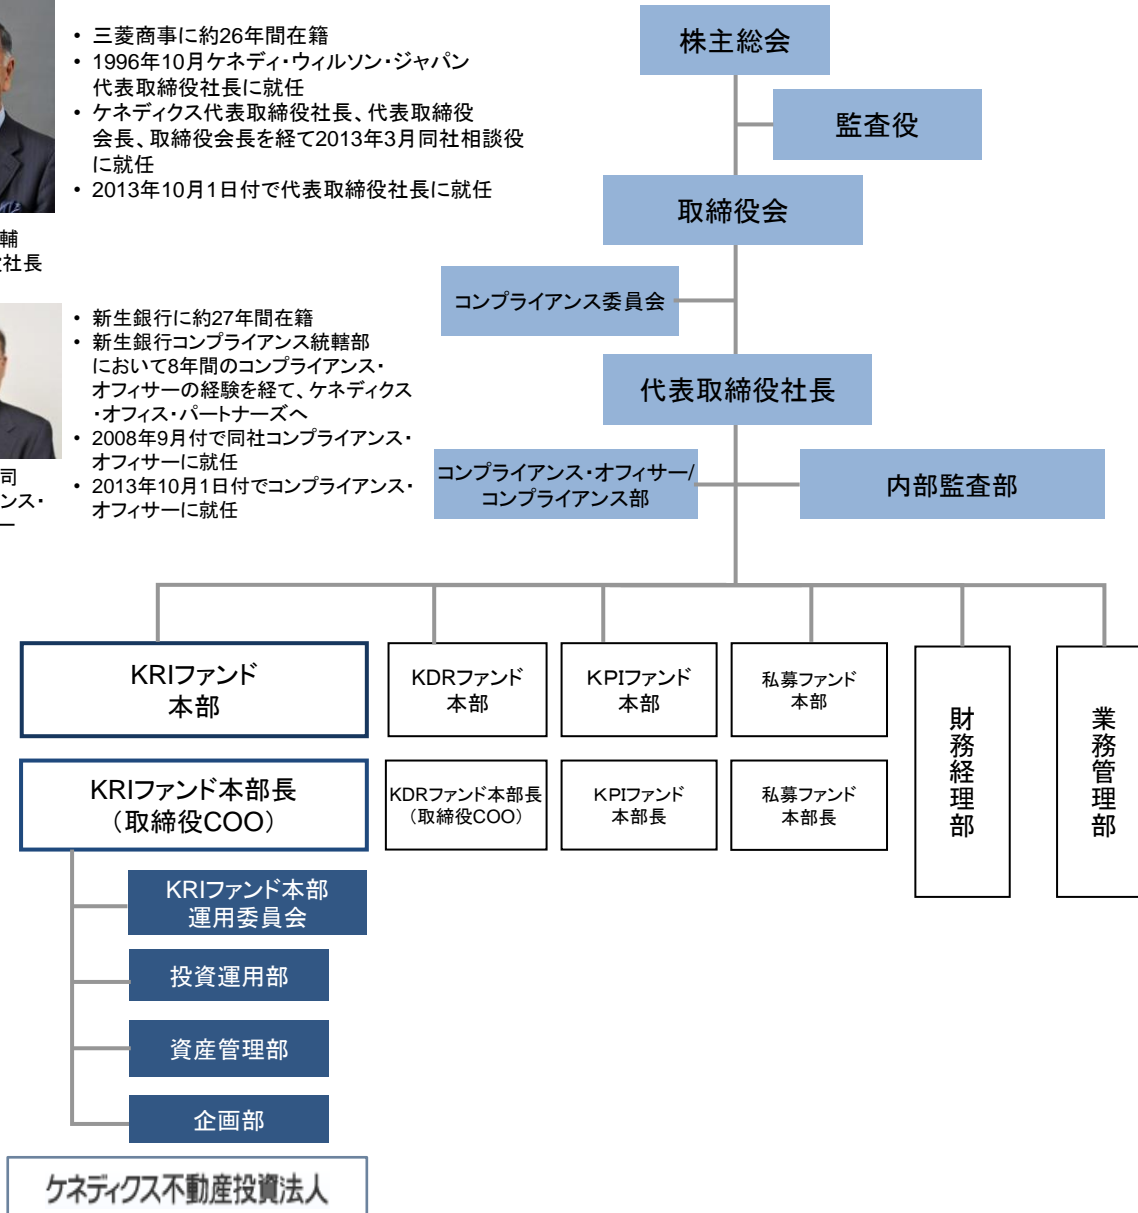 • 三菱商事に約26年間在籍
• 1996年10月ケネディ・ウィルソン・ジャパン
代表取締役社長に就任
• ケネディクス代表取締役社長、代表取締役
会長、取締役会長を経て2013年3月同社相談役
に就任
• 2013年10月1日付で代表取締役社長に就任
輔
社長
• 新生銀行に約27年間在籍
• 新生銀行コンプライアンス統轄部
において8年間のコンプライアンス・
オフィサーの経験を経て、ケネディクス
・オフィス・パートナーズへ
• 2008年9月付で同社コンプライアンス・
オフィサーに就任
• 2013年10月1日付でコンプライアンス・
オフィサーに就任
司
ンス・
ー
株主総会
監査役
取締役会
コンプライアンス委員会
代表取締役社長
コンプライアンス・オフィサー/
コンプライアンス部
内部監査部
KRIファンド
本部
KDRファンド
本部
KPIファンド
本部
私募ファンド
本部
財務経理部
業務管理部
KRIファンド本部長
（取締役COO）
KDRファンド本部長
（取締役COO）
KPIファンド
本部長
私募ファンド
本部長
KRIファンド本部
運用委員会
投資運用部
資産管理部
企画部
ケネディクス不動産投資法人